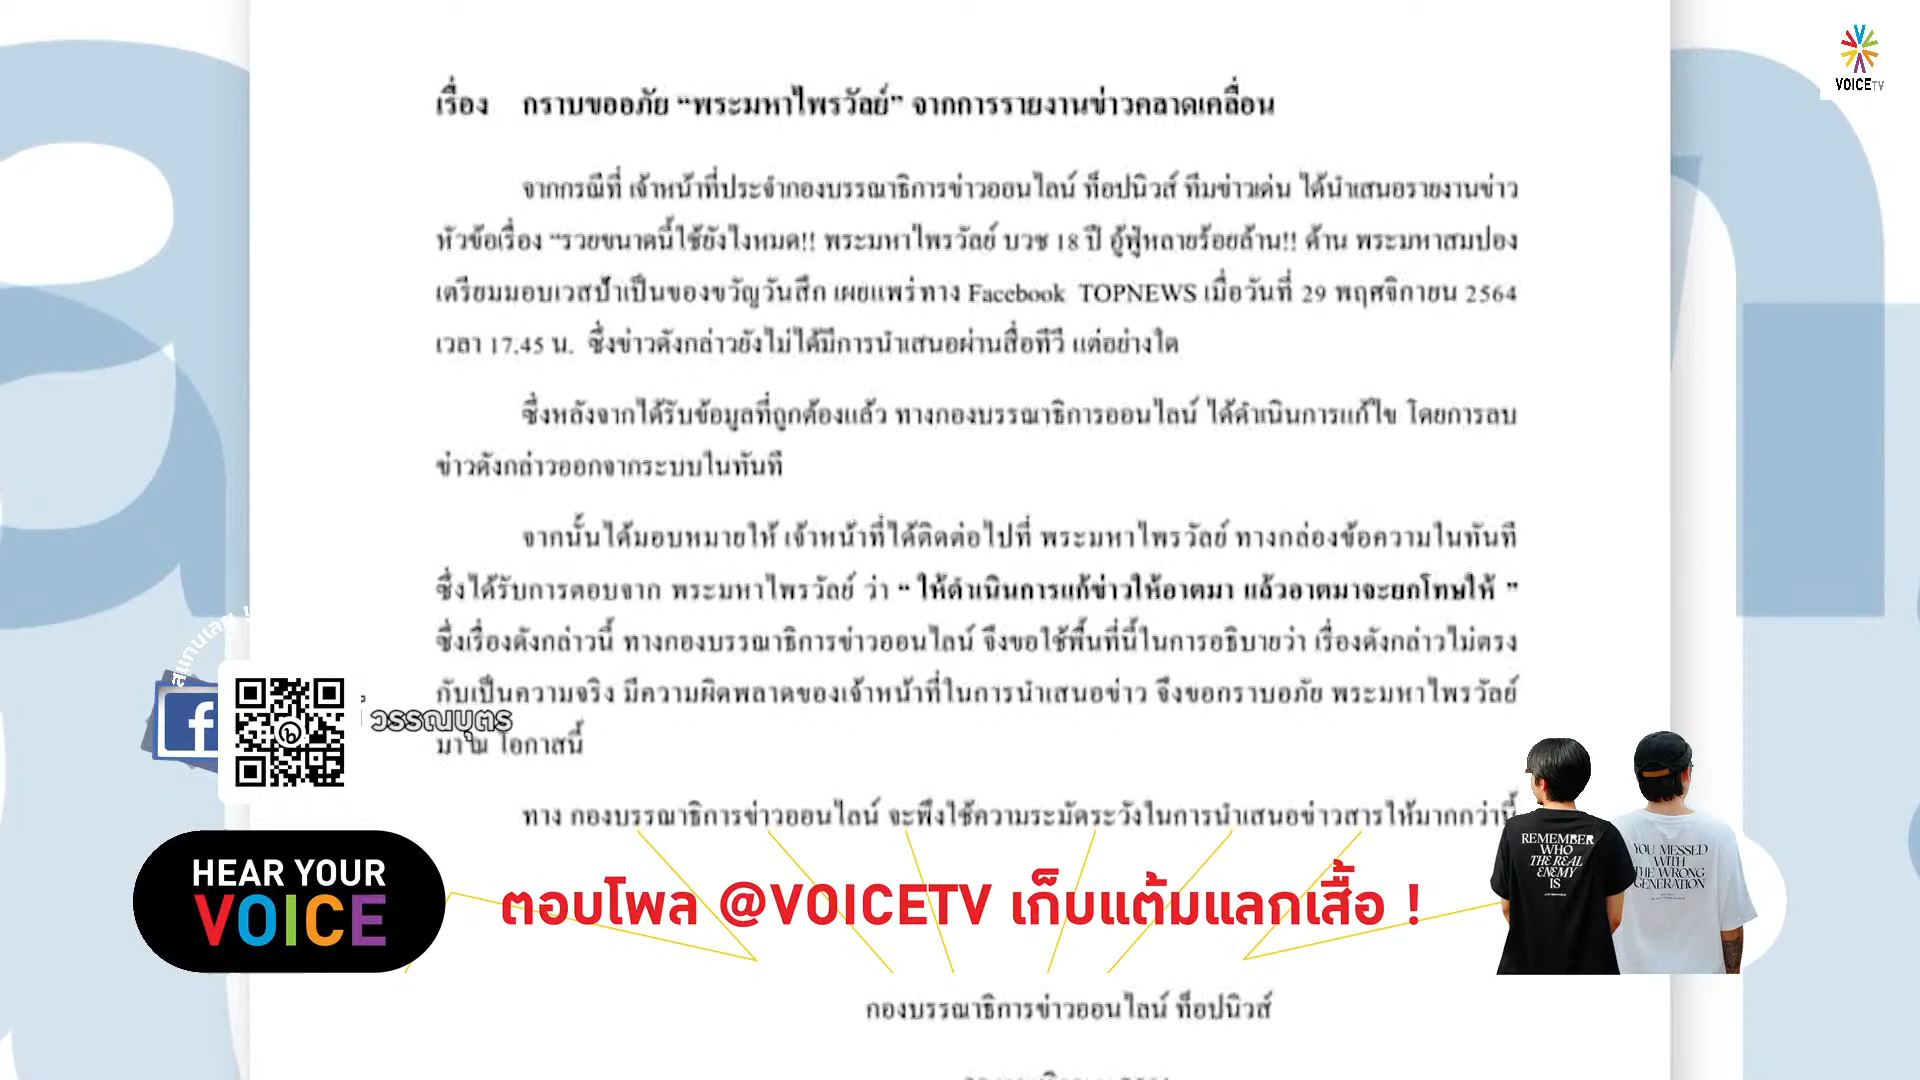 VOICETV
เรื่อง กราบขออภัย “พระมหาไพรวัลย์” จากการรายงานข่าวคลาดเคลื่อน
จากกรณีที่ เจ้าหน้าที่ประจำกองบรรณาธิการข่าวออนไลน์ ท็อปนิวส์ ทีมข่าวเด่น ได้นำเสนอรายงานข่าว
หัวข้อเรื่อง “รวยขนาดนี้ใช้ยังไงหมด!! พระมหาไพรวัลย์ บวช 18 ปี อู้ฟู่หลายร้อยล้าน!! ด้าน พระมหาสมปอง
เตรียมมอบเวสป้าเป็นของขวัญวันสึก เผยแพร่ทาง Facebook TOPNEWS เมื่อวันที่ 29 พฤศจิกายน 2564
เวลา 17.45 น. ซึ่งข่าวดังกล่าวยังไม่ได้มีการนำเสนอผ่านสื่อทีวี แต่อย่างใด
ซึ่งหลังจากได้รับข้อมูลที่ถูกต้องแล้ว ทางกองบรรณาธิการออนไลน์ ได้ดำเนินการแก้ไข โดยการลบ
ข่าวดังกล่าวออกจากระบบในทันที
จากนั้นได้มอบหมายให้ เจ้าหน้าที่ได้ติดต่อไปที่ พระมหาไพรวัลย์ ทางกล่องข้อความในทันที
ซึ่งได้รับการตอบจาก พระมหาไพรวัลย์ ว่า “ ให้ดำเนินการแก้ข่าวให้อาตมา แล้วอาตมาจะยกโทษให้ ”
ซึ่งเรื่องดังกล่าวนี้ ทางกองบรรณาธิการข่าวออนไลน์ จึงขอใช้พื้นที่นี้ในการอธิบายว่า เรื่องดังกล่าวไม่ตรง
กับเป็นความจริง มีความผิดพลาดของเจ้าหน้าที่ในการนำเสนอข่าว จึงขอกราบอภัย พระมหาไพรวัลย์
มา ณ โอกาสนี้
สแกนเลย !
วรรณบุตร
ทาง กองบรรณาธิการข่าวออนไลน์ จะพึงใช้ความระมัดระวังในการนำเสนอข่าวสารให้มากกว่านี้
HEAR YOUR
VOICE
ตอบโพล @VOICETV เก็บแต้มแลกเสื้อ !
REMEMBER
WHO
THE REAL
ENEMY
IS
YOU MESSED
WITH
THE WRONG
GENERATION
กองบรรณาธิการข่าวออนไลน์ ท็อปนิวส์